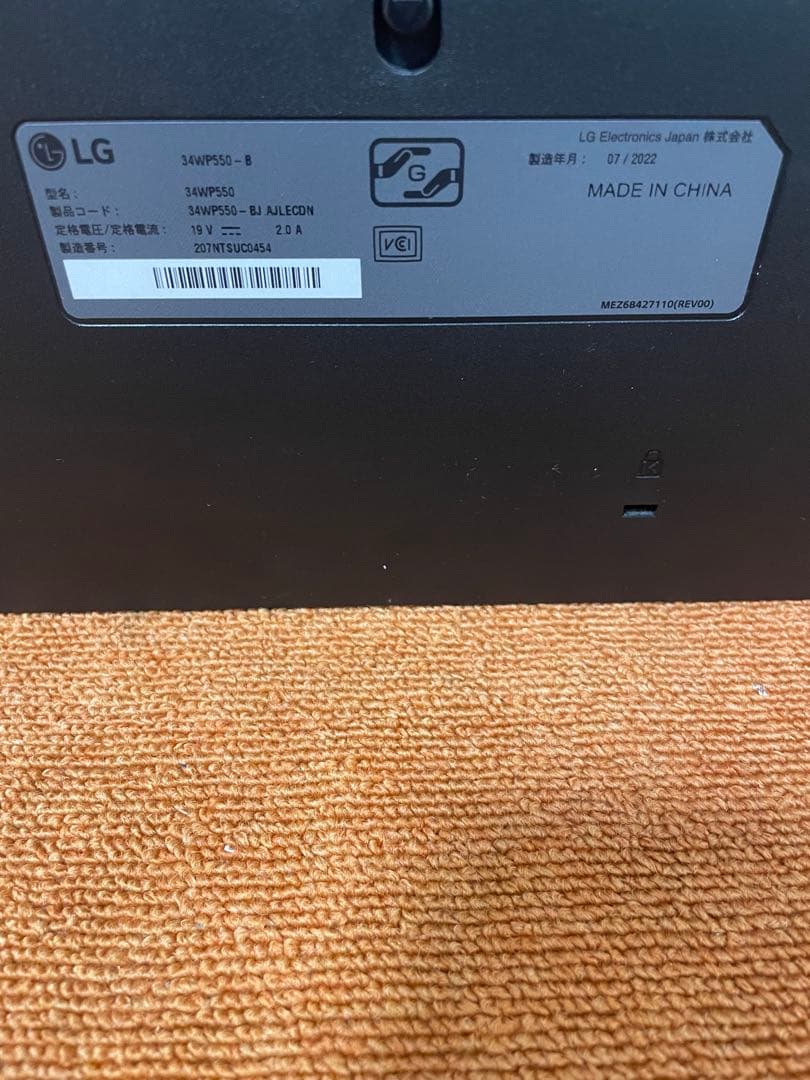 LG
34WP550-B
型名: 34WP550
製品コード: 34WP550-BJ AJLECDN
定格電圧/定格電流: 19 V 2.0 A
製造番号: 207NTSUC0454
G
VCI
LG Electronics Japan 株式会社
製造年月: 07 / 2022
MADE IN CHINA
MEZ68427110(REV00)
K